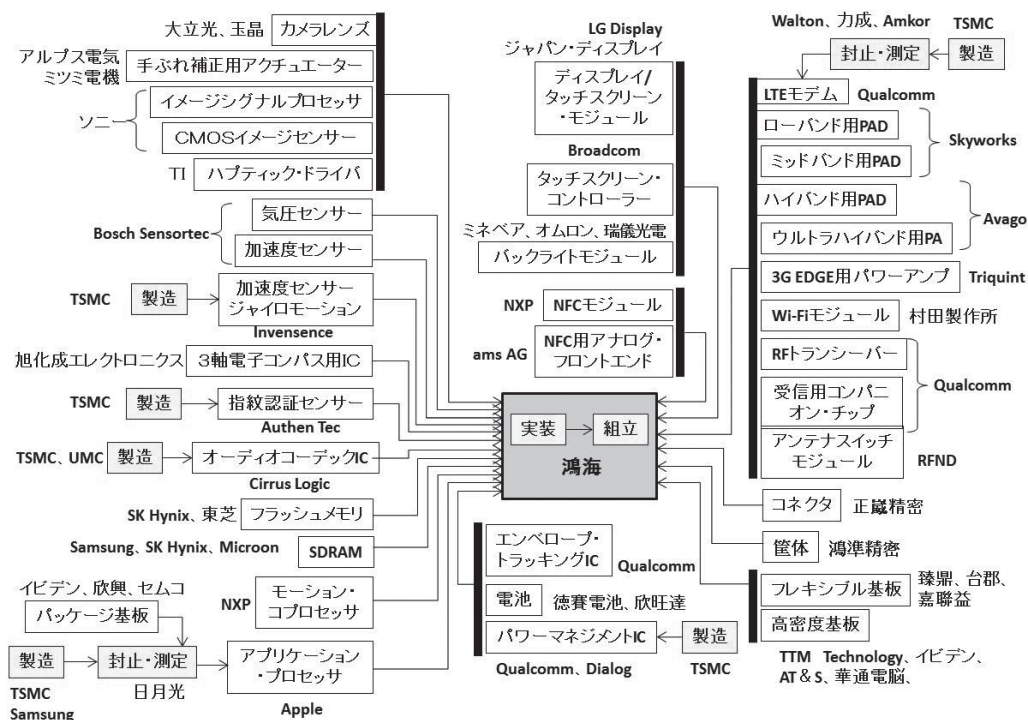 大立光、玉晶
カメラレンズ
アルプス電気
ミツミ電機
手ぶれ補正用アクチュエーター
ソニー
イメージシグナルプロセッサ
CMOSイメージセンサー
TI
ハプティック・ドライバ
Bosch Sensortec
気圧センサー
加速度センサー
TSMC
製造
加速度センサー
ジャイロモーション
Invensence
旭化成エレクトロニクス
3軸電子コンパス用IC
TSMC
製造
指紋認証センサー
Authen Tec
TSMC、UMC
製造
オーディオコーデックIC
Cirrus Logic
SK Hynix、東芝
フラッシュメモリ
Samsung、SK Hynix、Microon
SDRAM
NXP
モーション・
コプロセッサ
イビデン、欣興、セムコ
パッケージ基板
製造
封止・測定
アプリケーション
・プロセッサ
TSMC
Samsung
日月光
Apple
LG Display
ジャパン・ディスプレイ
ディスプレイ/
タッチスクリーン
・モジュール
Broadcom
タッチスクリーン・
コントローラー
ミネベア、オムロン、瑞儀光電
バックライトモジュール
NXP
NFCモジュール
ams AG
NFC用アナログ・
フロントエンド
実装
組立
鴻海
エンベロープ・
トラッキングIC
Qualcomm
電池
徳賽電池、欣旺達
パワーマネジメントIC
製造
Qualcomm、Dialog
TSMC
Walton、力成、Amkor
TSMC
封止・測定
製造
LTEモデム
Qualcomm
ローバンド用PAD
Skyworks
ミッドバンド用PAD
ハイバンド用PAD
Avago
ウルトラハイバンド用PA
3G EDGE用パワーアンプ
Triquint
Wi-Fiモジュール
村田製作所
RFトランシーバー
Qualcomm
受信用コンパニ
オン・チップ
アンテナスイッチ
モジュール
RFND
コネクタ
正崴精密
筐体
鴻準精密
フレキシブル基板
臻鼎、台郡、
嘉聯益
高密度基板
TTM Technology、イビデン、
AT&S、華通電脳、